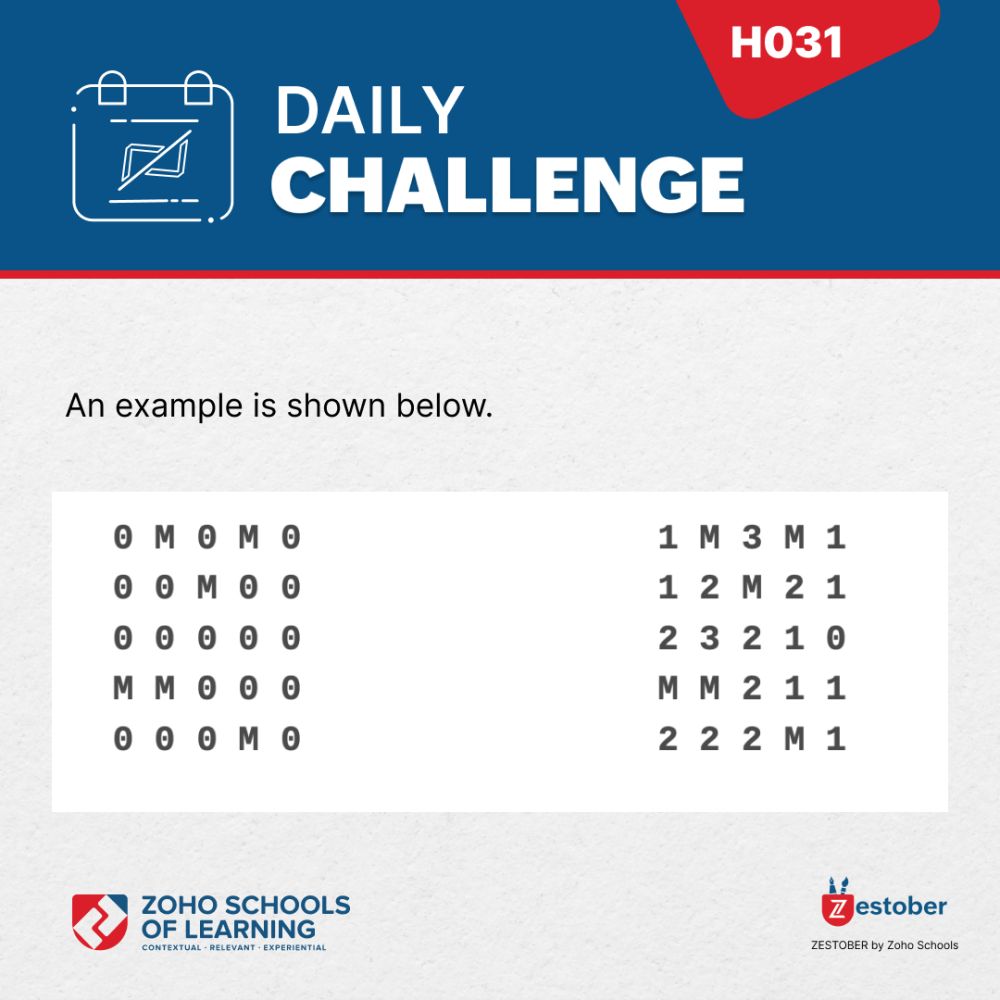 H031
DAILY
CHALLENGE
An example is shown below.
0 M 0 M 0    1 M 3 M 1
0 0 M 0 0    1 2 M 2 1
0 0 0 0 0    2 3 2 1 0
M M 0 0 0    M M 2 1 1
0 0 0 M 0    2 2 2 M 1
ZOHO SCHOOLS
OF LEARNING
CONTEXTUAL · RELEVANT · EXPERIENTIAL
Zestober
ZESTOBER by Zoho Schools